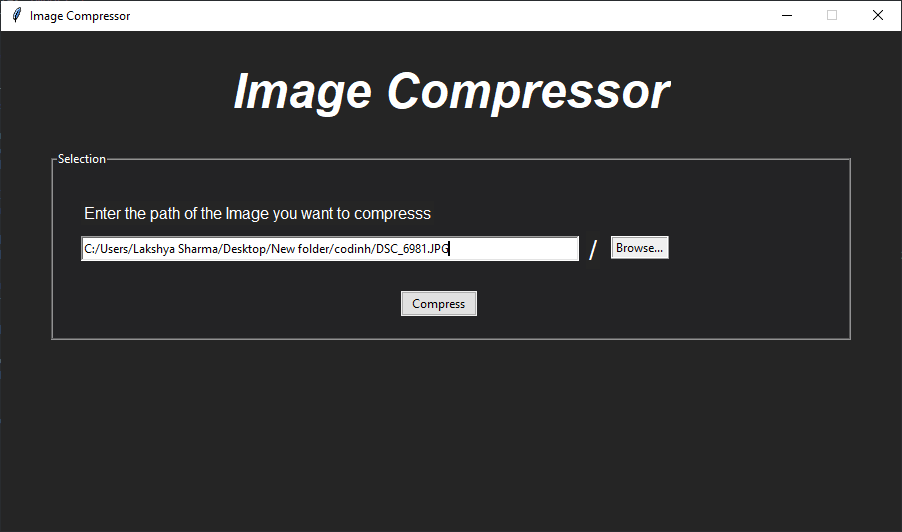 Image Compressor
Image Compressor
Selection
Enter the path of the Image you want to compresss
C:/Users/Lakshya Sharma/Desktop/New folder/codinh/DSC_6981.JPG / Browse...
Compress